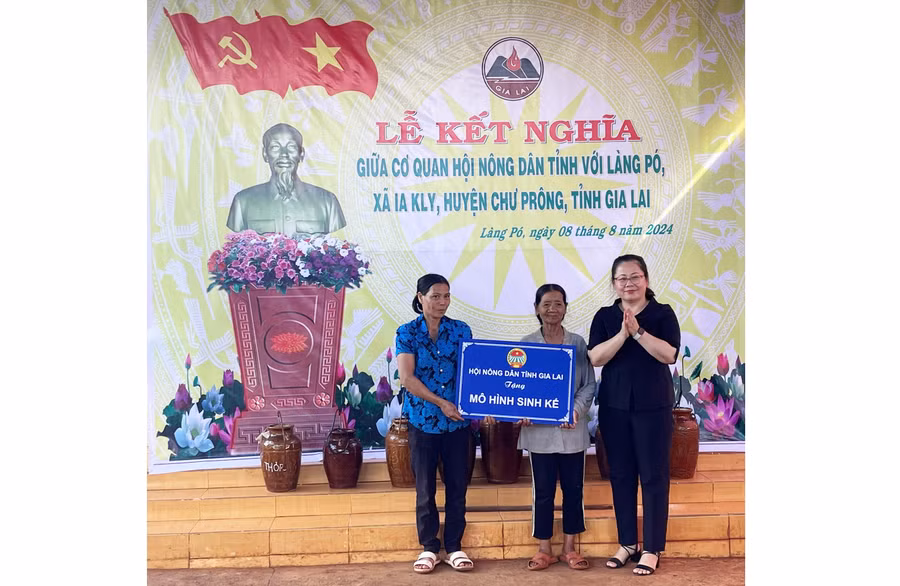 GIA LAI
LỄ KẾT NGHĨA
GIỮA CƠ QUAN HỘI NÔNG DÂN TỈNH VỚI LÀNG PÓ,
XÃ IA KLY, HUYỆN CHƯ PRÔNG, TỈNH GIA LAI
Làng Pó, ngày 08 tháng 8 năm 2024
HỘI NÔNG DÂN TỈNH GIA LAI
Tặng
MÔ HÌNH SINH KẾ